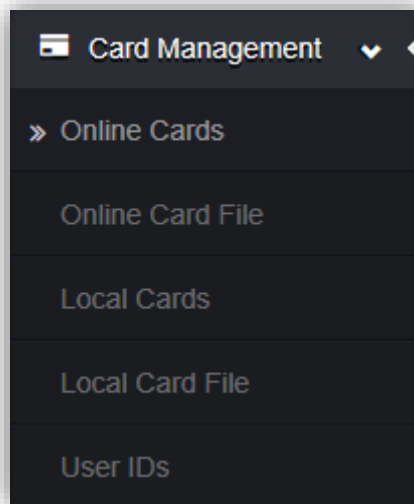 Card Management
Online Cards
Online Card File
Local Cards
Local Card File
User IDs